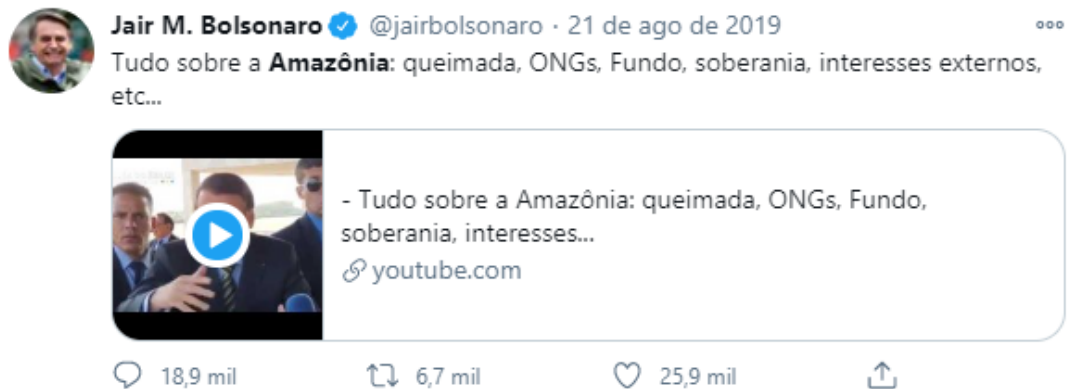 Jair M. Bolsonaro @jairbolsonaro · 21 de ago de 2019
Tudo sobre a Amazônia: queimada, ONGs, Fundo, soberania, interesses externos,
etc...
- Tudo sobre a Amazônia: queimada, ONGs, Fundo,
soberania, interesses...
youtube.com
18,9 mil 6,7 mil 25,9 mil